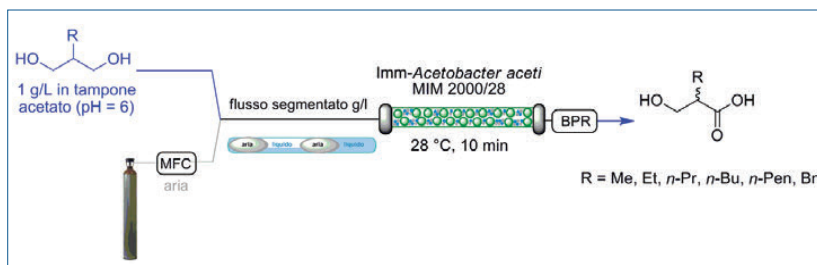 R
HO OH
1 g/L in tampone
acetato (pH = 6)
MFC
aria
flusso segmentato g/l
aria liquido aria liquido
Imm-Acetobacter aceti
MIM 2000/28
28 °C, 10 min
BPR
R
HO OH
O
R = Me, Et, n-Pr, n-Bu, n-Pen, Bn